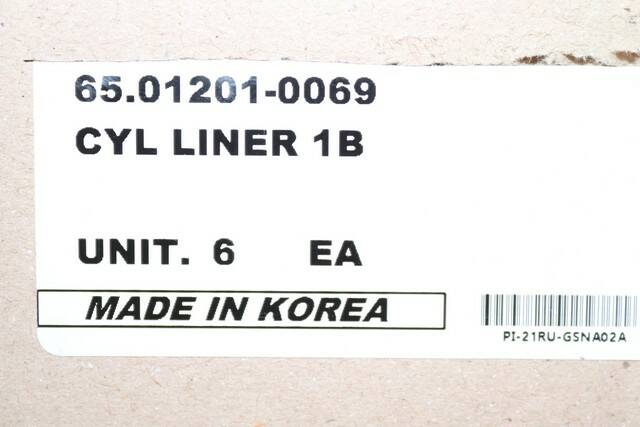 65.01201-0069
CYL LINER 1B
UNIT. 6 EA
MADE IN KOREA
PI-21RU-GSNA02A